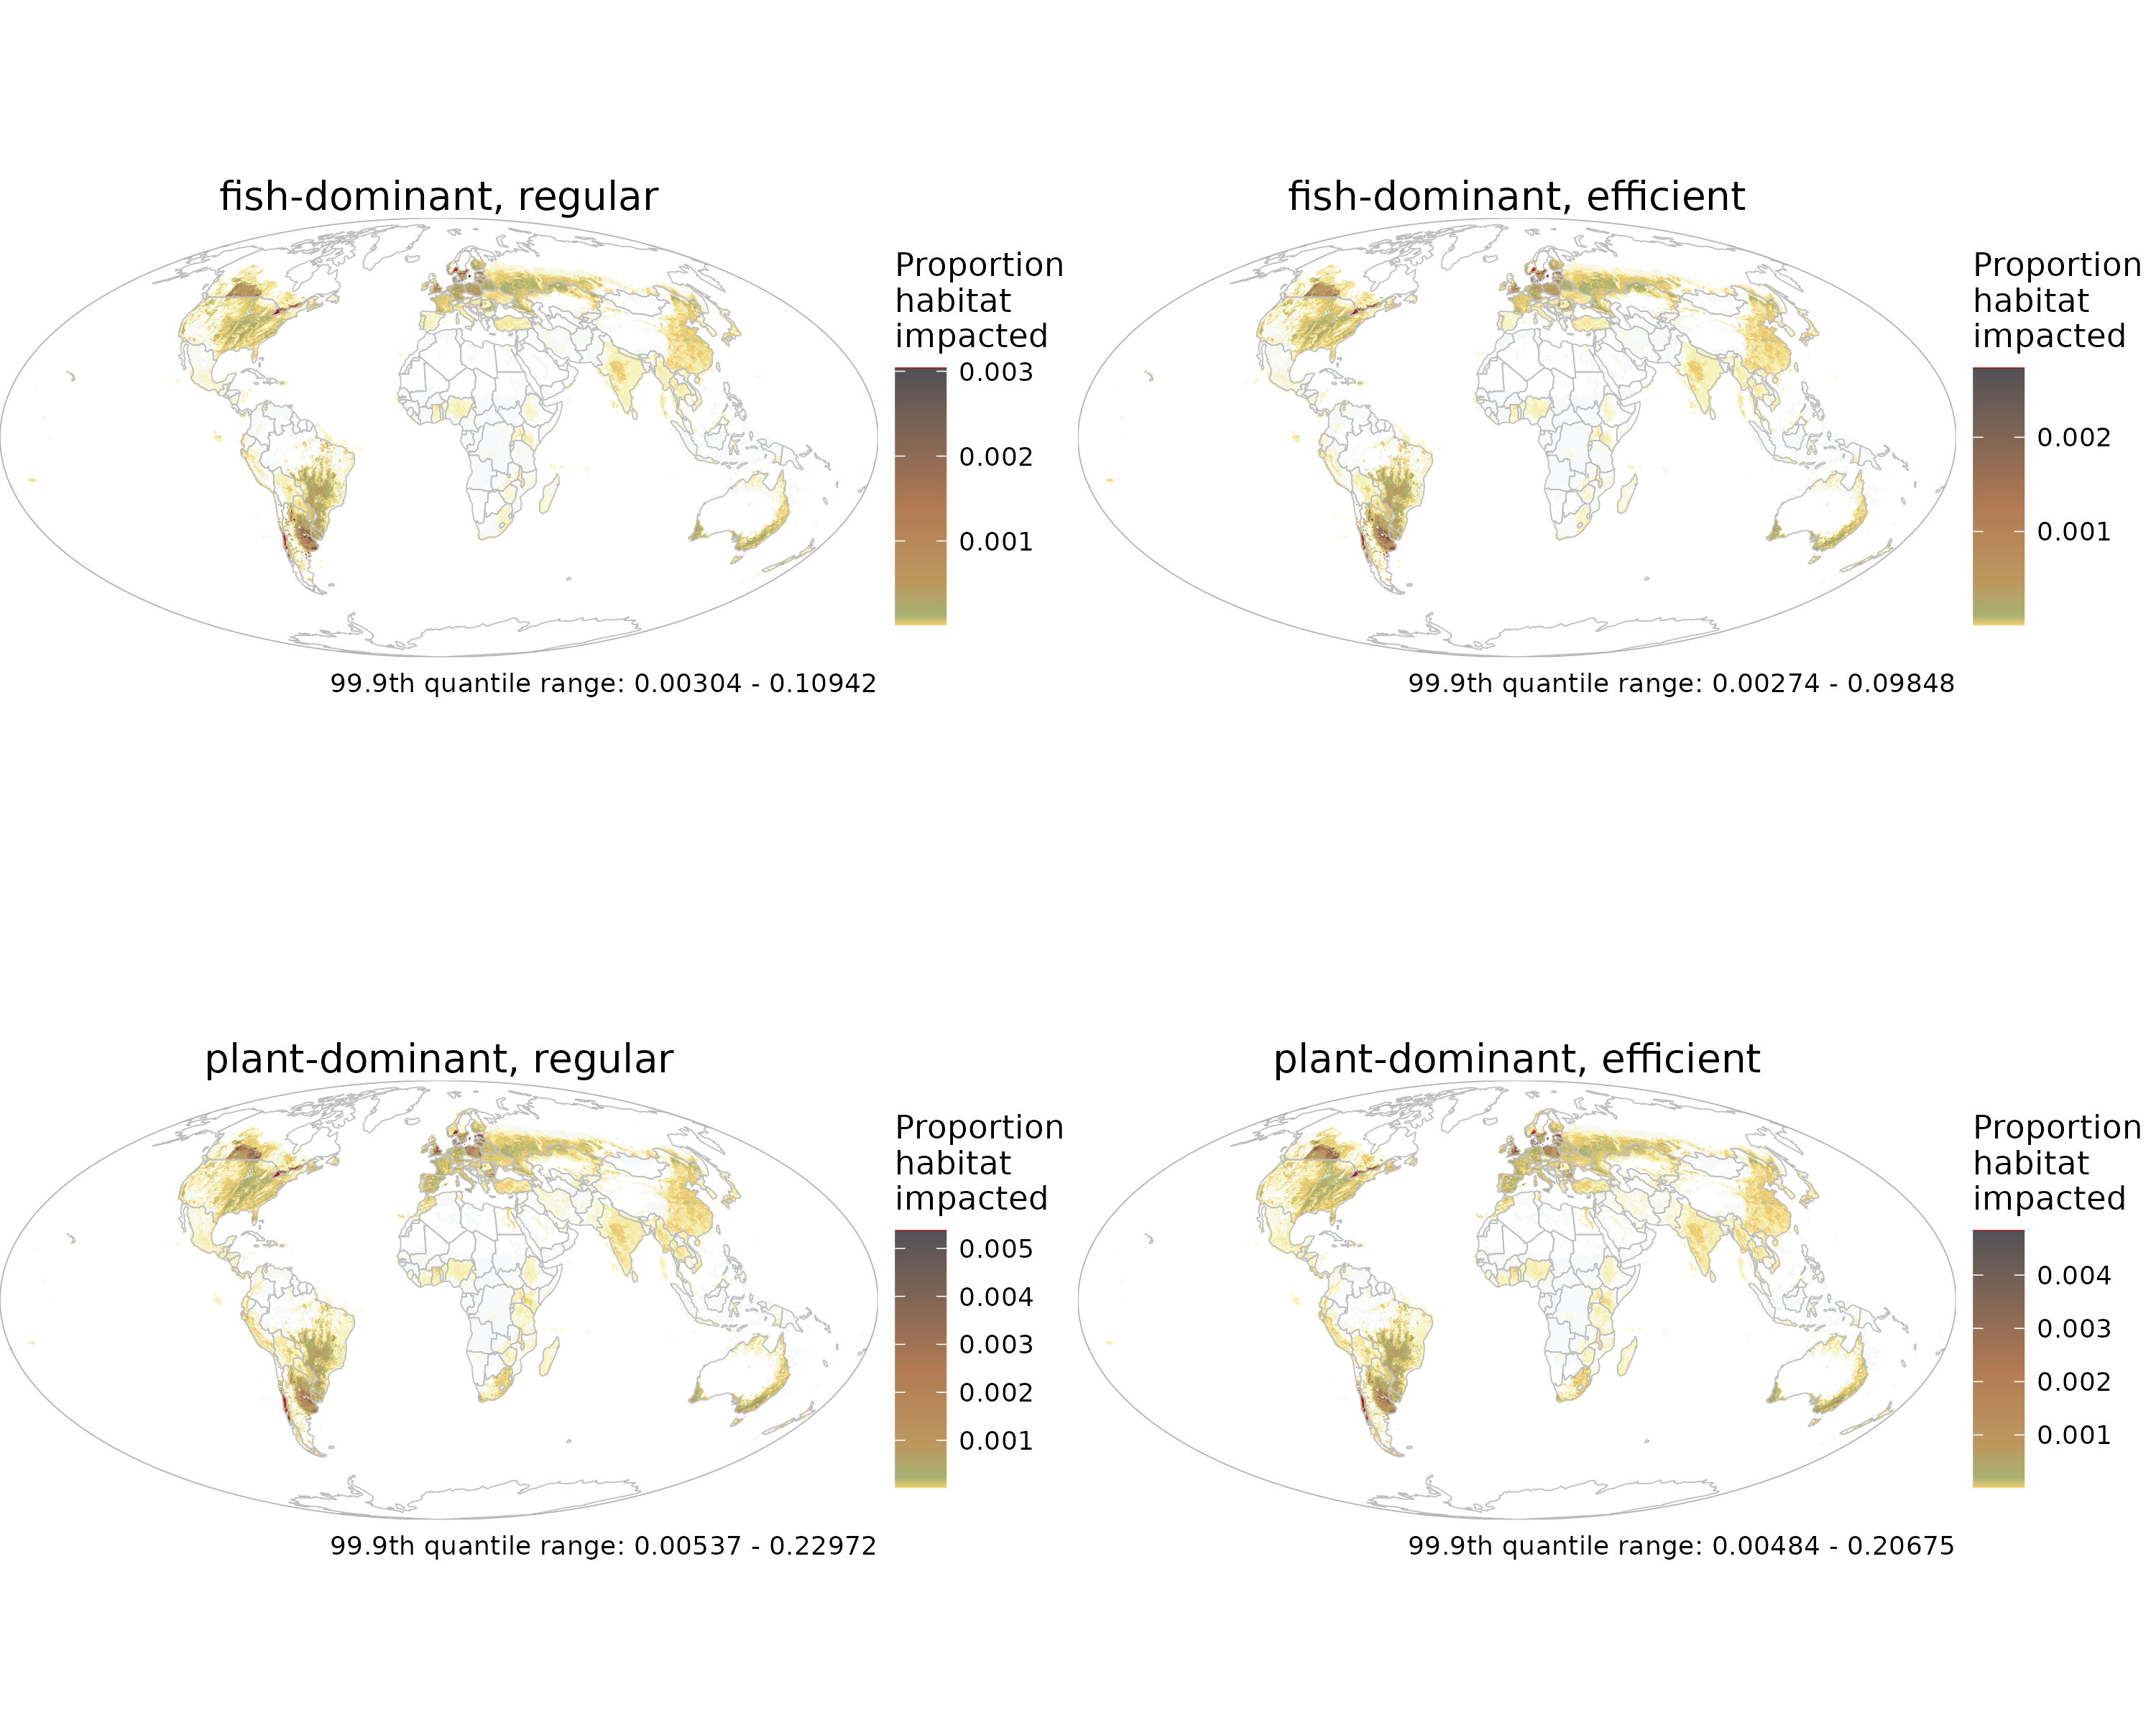 fish-dominant, regular
Proportion
habitat
impacted
0.003
0.002
0.001
99.9th quantile range: 0.00304 - 0.10942
fish-dominant, efficient
Proportion
habitat
impacted
0.002
0.001
99.9th quantile range: 0.00274 - 0.09848
plant-dominant, regular
Proportion
habitat
impacted
0.005
0.004
0.003
0.002
0.001
99.9th quantile range: 0.00537 - 0.22972
plant-dominant, efficient
Proportion
habitat
impacted
0.004
0.003
0.002
0.001
99.9th quantile range: 0.00484 - 0.20675